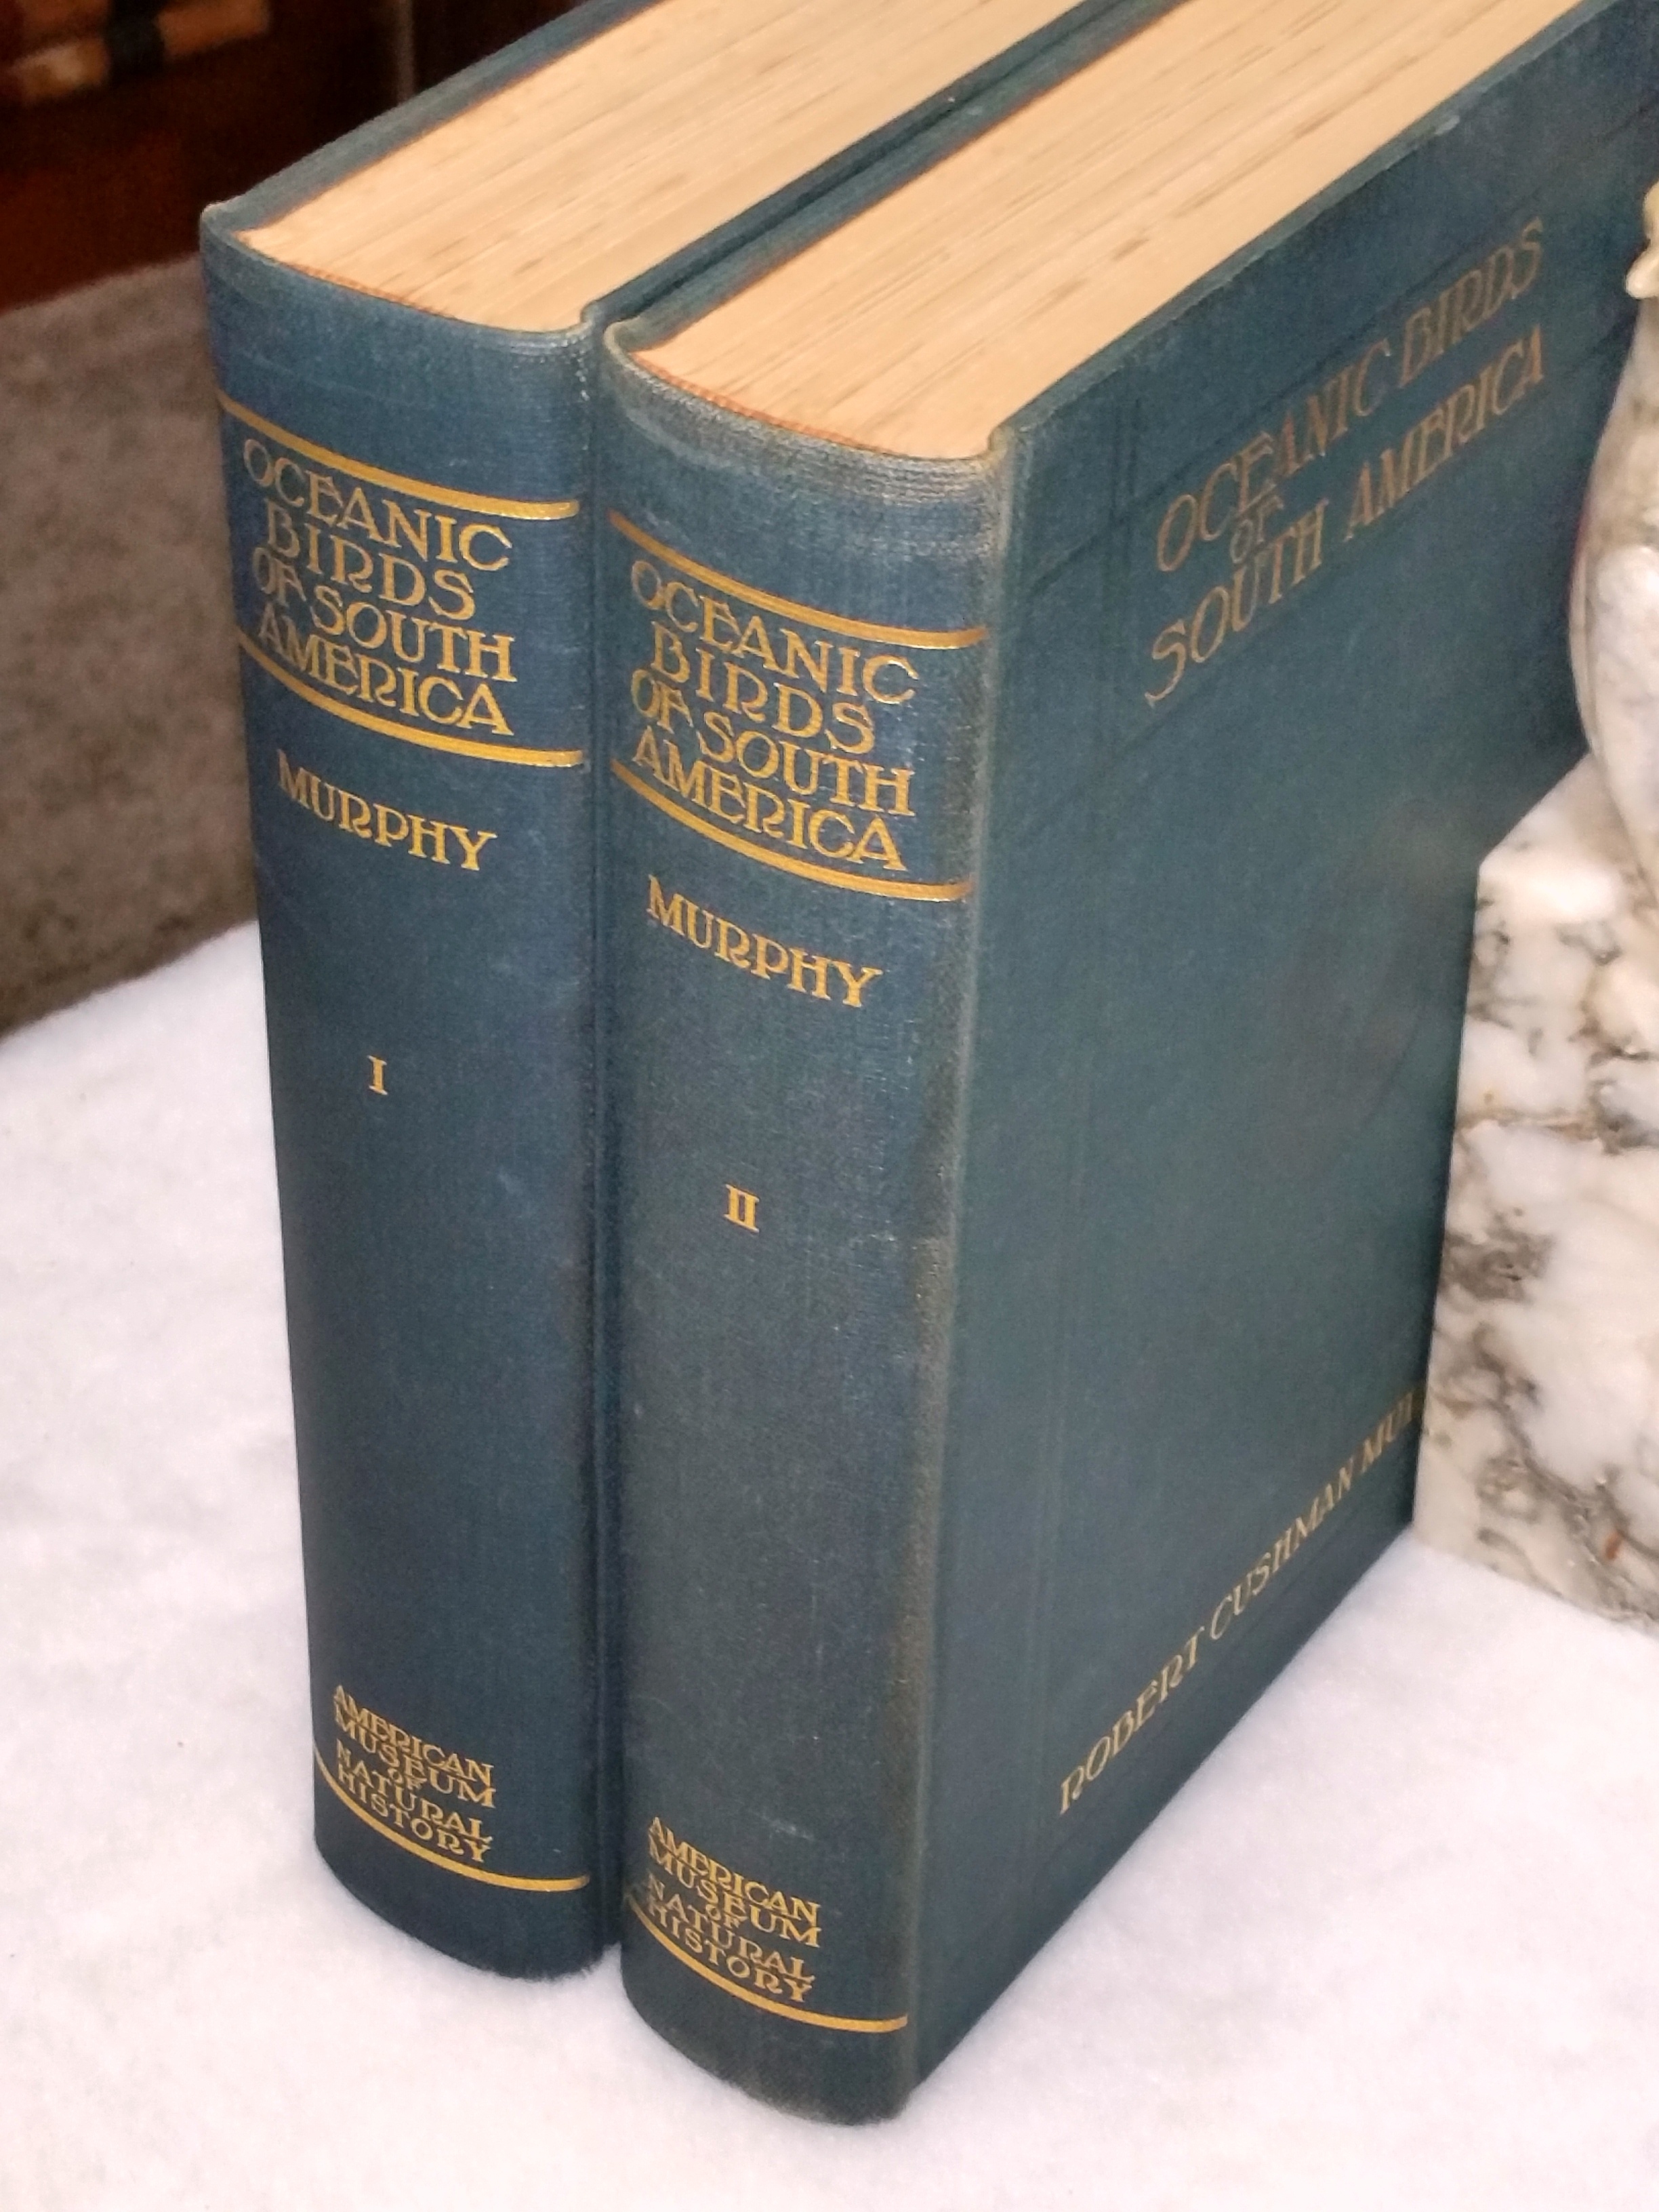 OCEANIC
BIRDS
OF SOUTH
AMERICA
MURPHY
I
AMERICAN
MUSEUM
OF
NATURAL
HISTORY
OCEANIC
BIRDS
OF SOUTH
AMERICA
MURPHY
II
AMERICAN
MUSEUM
OF
NATURAL
HISTORY
OCEANIC BIRDS
OF
SOUTH AMERICA
ROBERT CUSHMAN